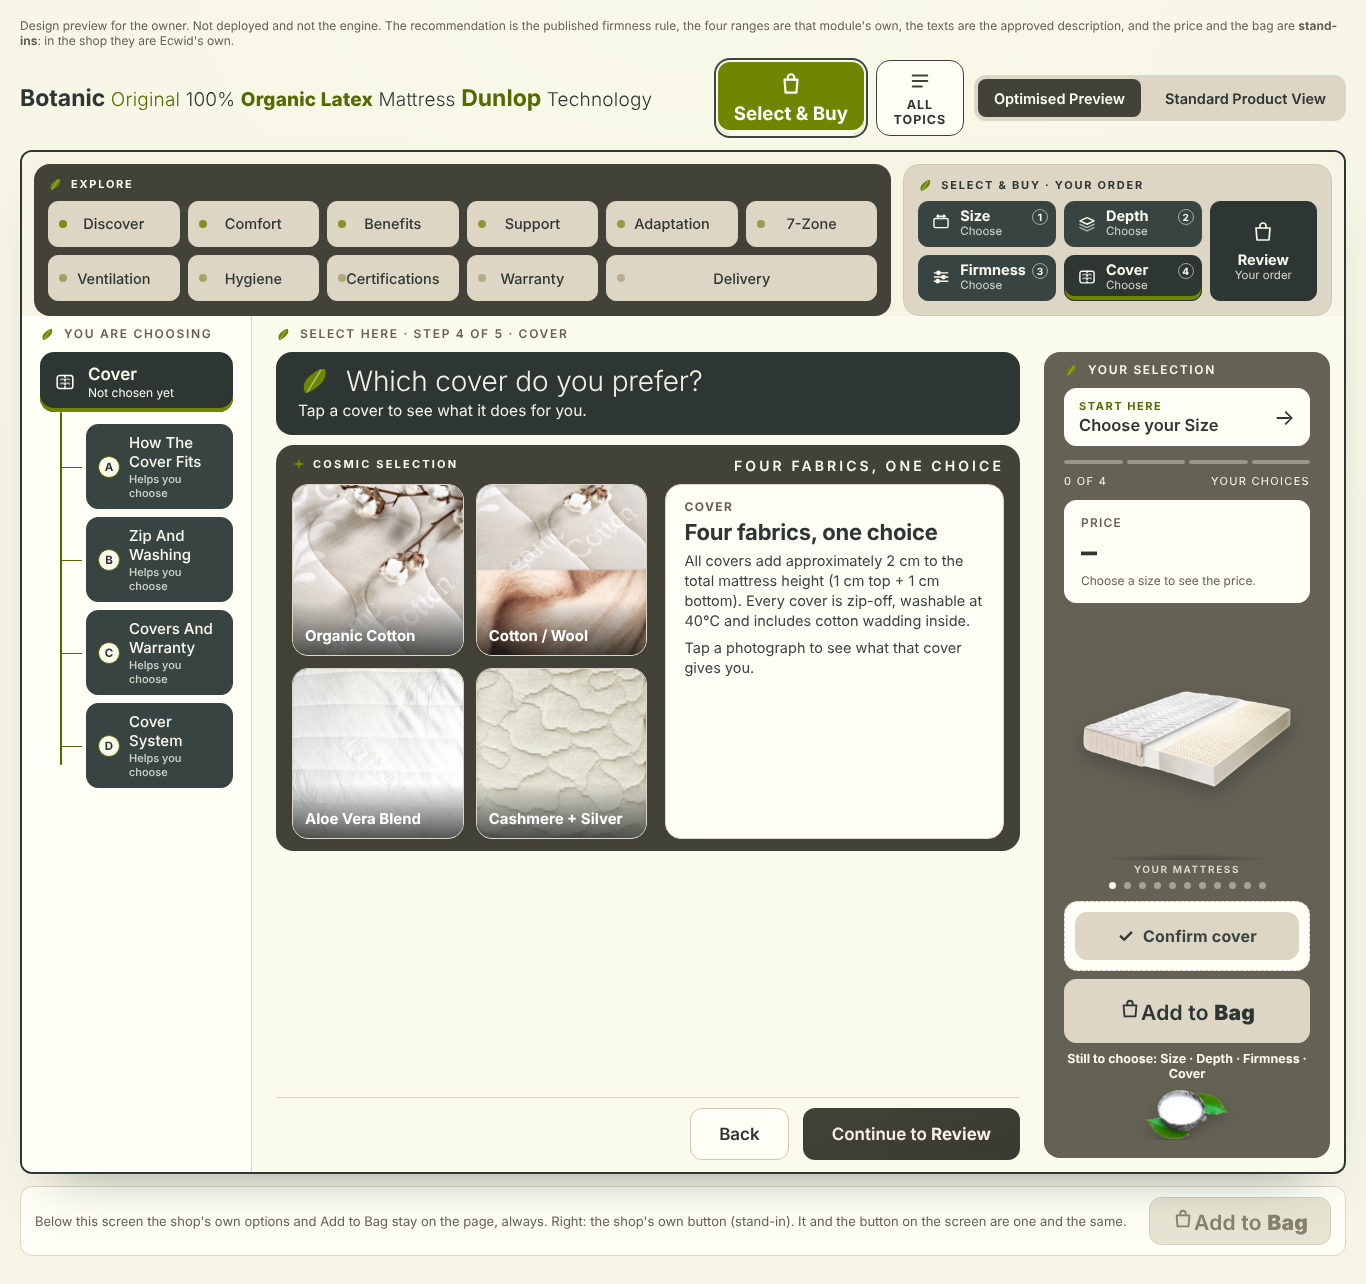 Design preview for the owner. Not deployed and not the engine. The recommendation is the published firmness rule, the four ranges are that module's own, the texts are the approved description, and the price and the bag are stand-
ins: in the shop they are Ecwid's own.
Botanic Original 100% Organic Latex Mattress Dunlop Technology
Select & Buy
ALL
TOPICS
Optimised Preview
Standard Product View
EXPLORE
Discover
Comfort
Benefits
Support
Adaptation
7-Zone
Ventilation
Hygiene
Certifications
Warranty
Delivery
SELECT & BUY · YOUR ORDER
Size
Choose
1
Depth
Choose
2
Firmness
Choose
3
Cover
Choose
4
Review
Your order
YOU ARE CHOOSING
Cover
Not chosen yet
A
How The
Cover Fits
Helps you
choose
B
Zip And
Washing
Helps you
choose
C
Covers And
Warranty
Helps you
choose
D
Cover
System
Helps you
choose
SELECT HERE · STEP 4 OF 5 · COVER
Which cover do you prefer?
Tap a cover to see what it does for you.
COSMIC SELECTION
FOUR FABRICS, ONE CHOICE
Organic Cotton
Cotton / Wool
Aloe Vera Blend
Cashmere + Silver
COVER
Four fabrics, one choice
All covers add approximately 2 cm to the
total mattress height (1 cm top + 1 cm
bottom). Every cover is zip-off, washable at
40°C and includes cotton wadding inside.
Tap a photograph to see what that cover
gives you.
Back
Continue to Review
YOUR SELECTION
START HERE
Choose your Size
0 OF 4
YOUR CHOICES
PRICE
–
Choose a size to see the price.
YOUR MATTRESS
Confirm cover
Add to Bag
Still to choose: Size · Depth · Firmness ·
Cover
Below this screen the shop's own options and Add to Bag stay on the page, always. Right: the shop's own button (stand-in). It and the button on the screen are one and the same.
Add to Bag